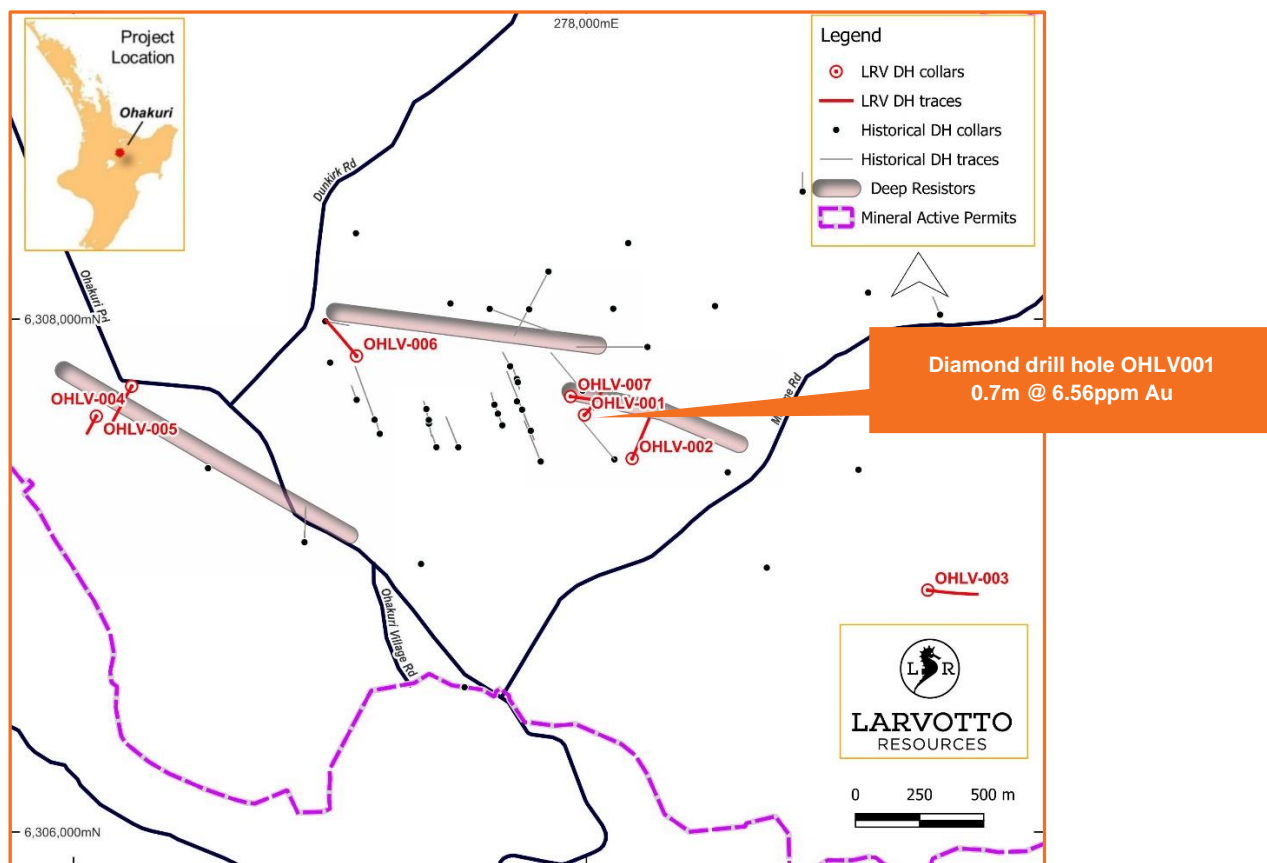 Project
Location
Ohakuri
278,000mE
Legend
LRV DH collars
LRV DH traces
Historical DH collars
Historical DH traces
Deep Resistors
Mineral Active Permits
Dunkirk Rd
Ohakuri Rd
6,308,000mN
OHLV-006
OHLV-007
OHLV-004
OHLV-001
OHLV-005
OHLV-002
Diamond drill hole OHLV001
0.7m @ 6.56ppm Au
OHLV-003
Ohakuri Village Rd
L R
LARVOTTO
RESOURCES
0 250 500 m
6,306,000mN